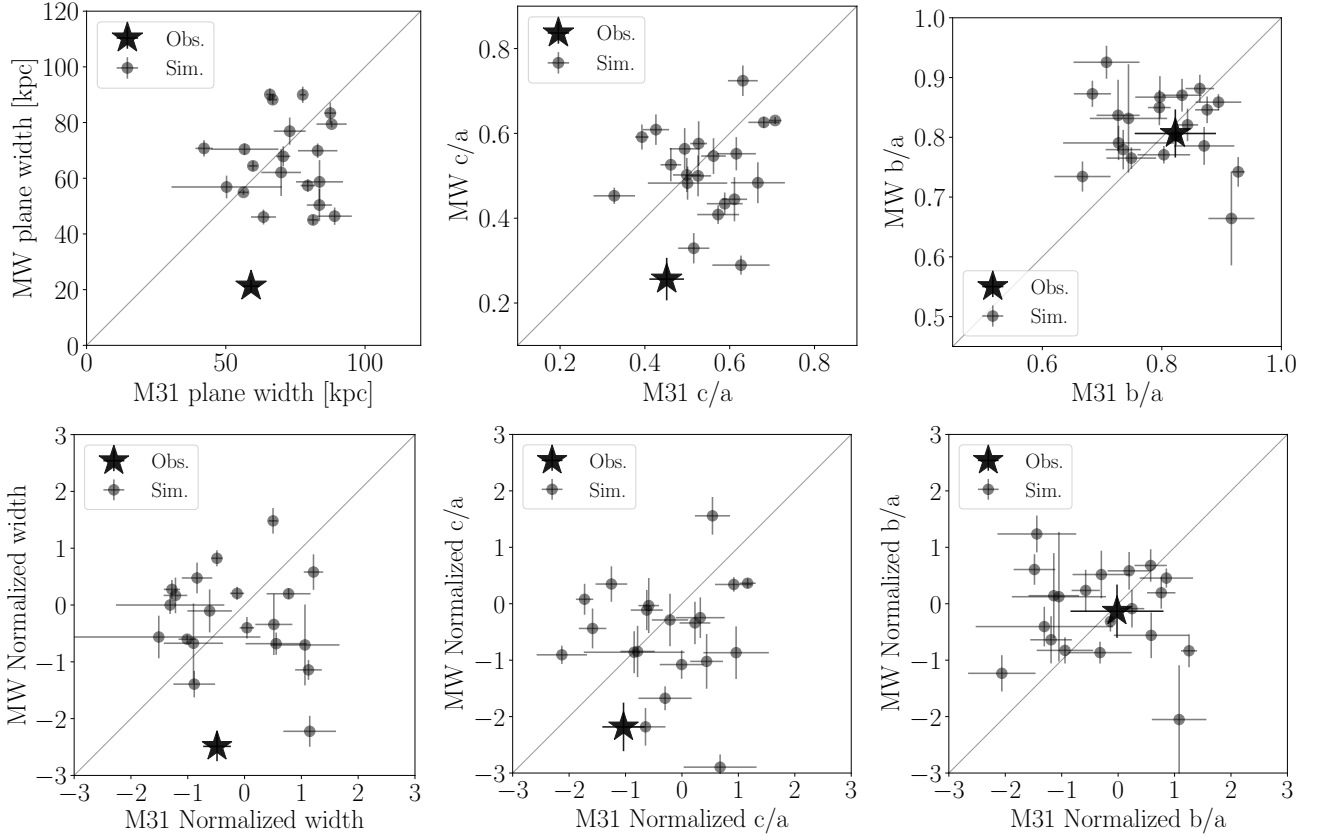 120
100
80
60
40
20
0
MW plane width [kpc]
Obs.
Sim.
0 50 100
M31 plane width [kpc]
0.8
0.6
0.4
0.2
MW c/a
Obs.
Sim.
0.2 0.4 0.6 0.8
M31 c/a
1.0
0.9
0.8
0.7
0.6
0.5
MW b/a
Obs.
Sim.
0.6 0.8 1.0
M31 b/a
3
2
1
0
−1
−2
−3
MW Normalized width
Obs.
Sim.
−3 −2 −1 0 1 2 3
M31 Normalized width
3
2
1
0
−1
−2
−3
MW Normalized c/a
Obs.
Sim.
−3 −2 −1 0 1 2 3
M31 Normalized c/a
3
2
1
0
−1
−2
−3
MW Normalized b/a
Obs.
Sim.
−3 −2 −1 0 1 2 3
M31 Normalized b/a